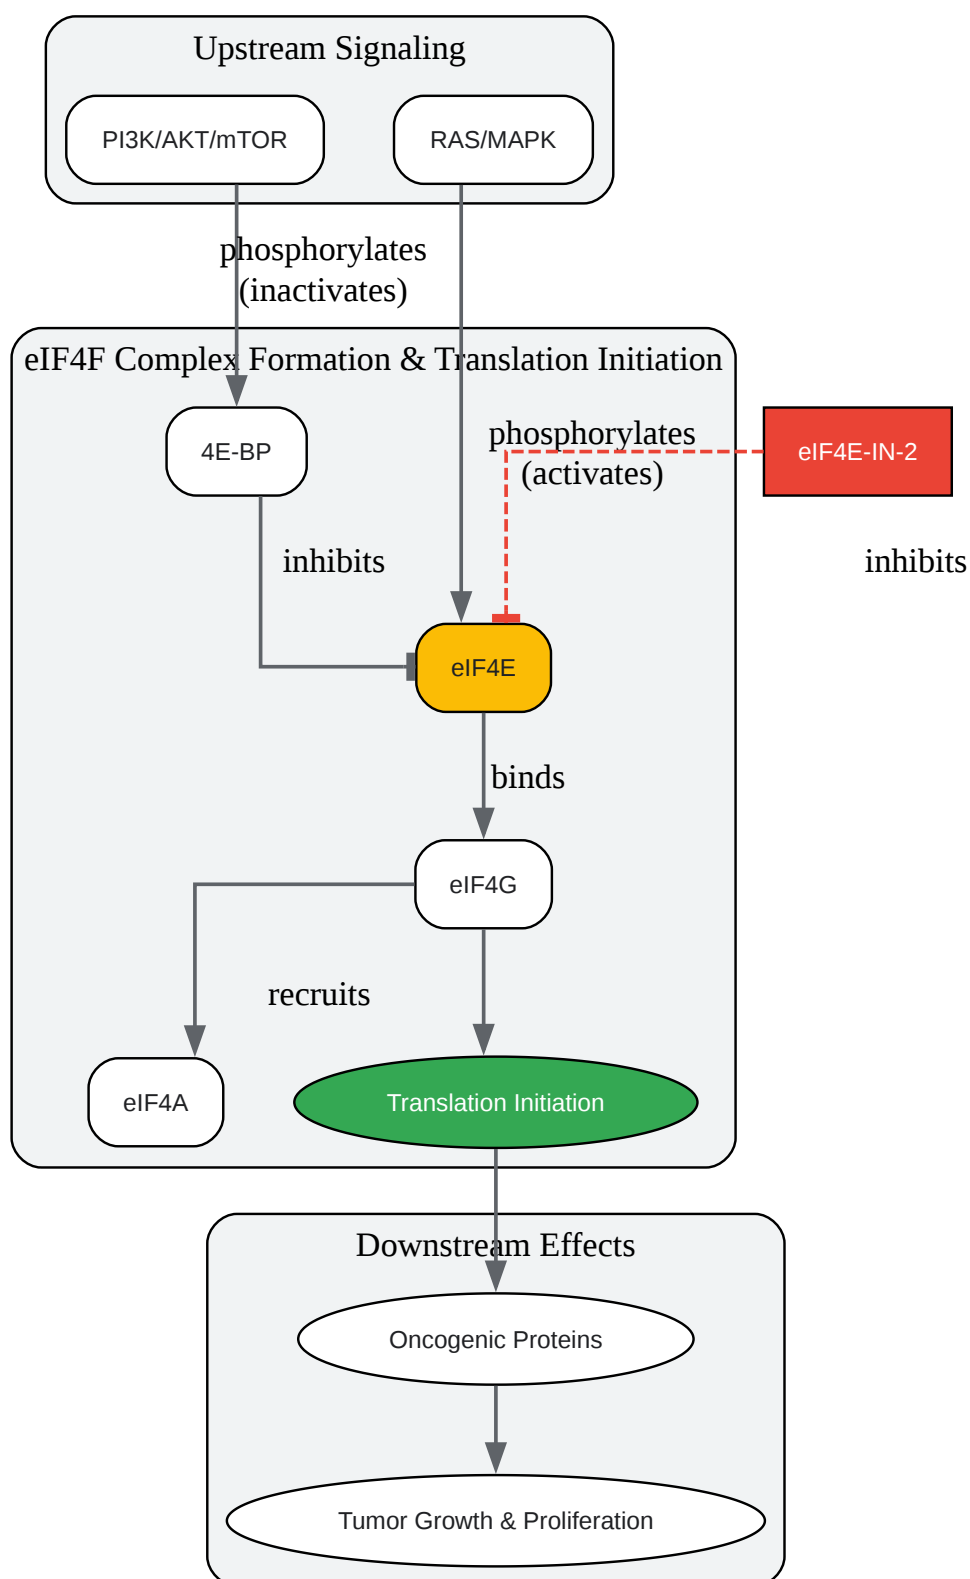 Upstream Signaling
PI3K/AKT/mTOR
RAS/MAPK
phosphorylates
(inactivates)
eIF4F Complex Formation & Translation Initiation
4E-BP
phosphorylates
(activates)
eIF4E-IN-2
inhibits
inhibits
eIF4E
binds
eIF4G
recruits
eIF4A
Translation Initiation
Downstream Effects
Oncogenic Proteins
Tumor Growth & Proliferation